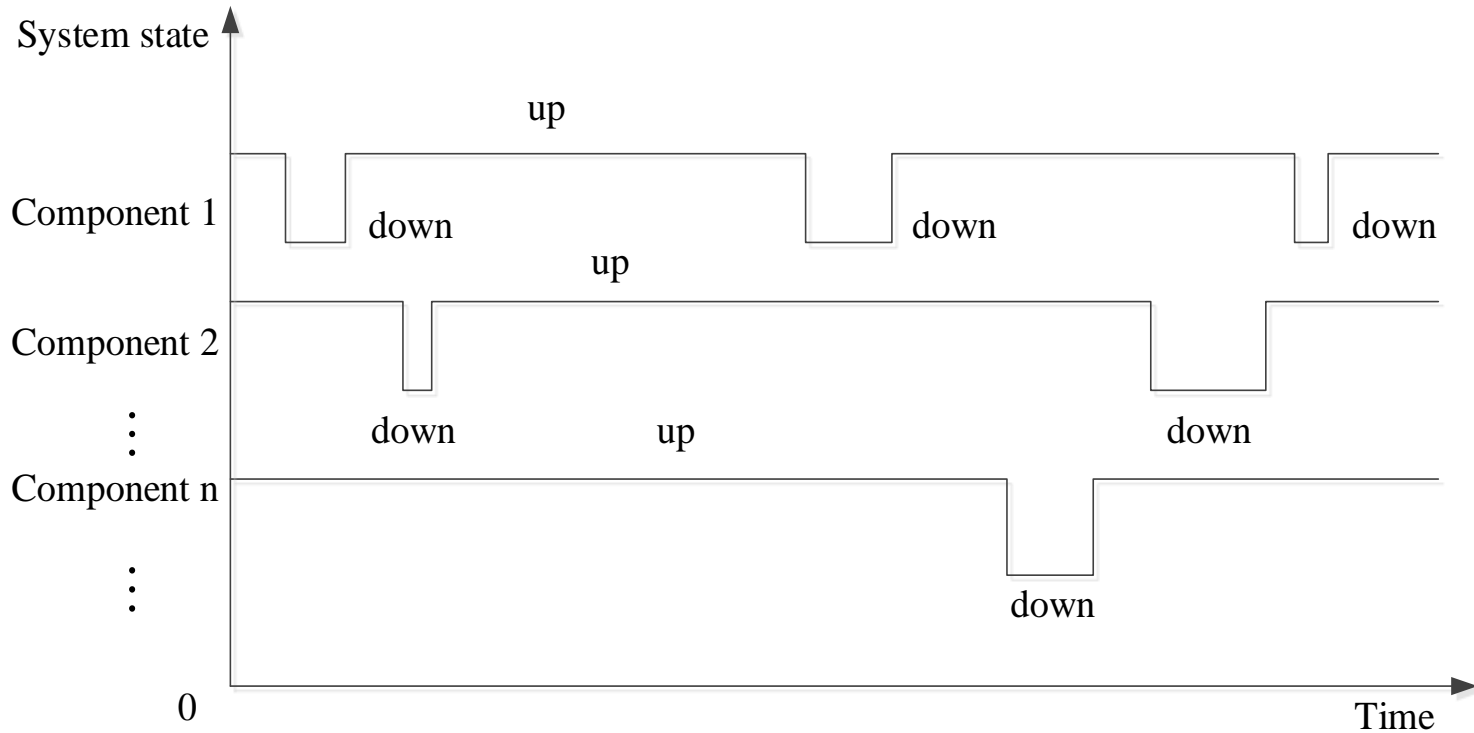 System state
up
Component 1
down
down
down
up
Component 2
down
up
down
Component n
down
0
Time